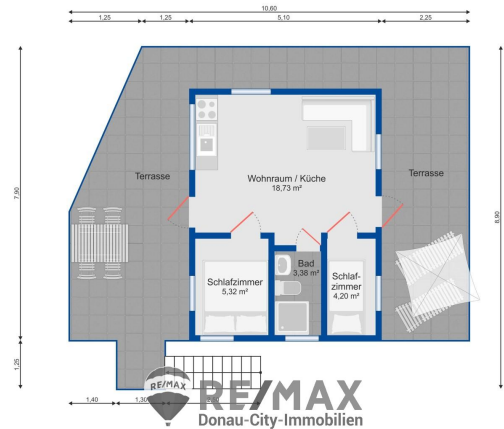 10,60
1,25
1,25
5,10
2,25
7,90
8,90
Terrasse
Wohnraum / Küche
18,73 m²
Terrasse
Schlafzimmer
5,32 m²
Bad
3,38 m²
Schlaf-
zimmer
4,20 m²
1,25
1,40
1,30
RE/MAX
RE/MAX
Donau-City-Immobilien